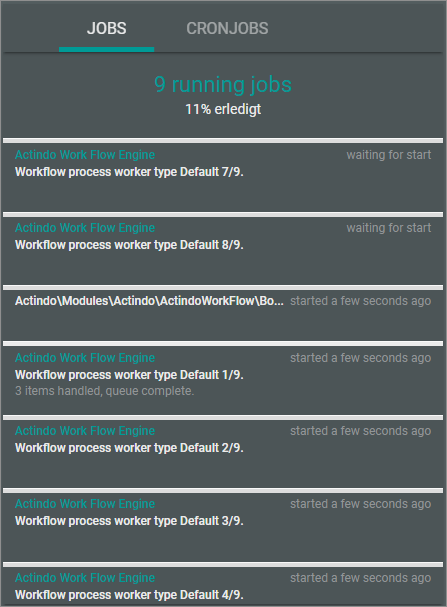 JOBS CRONJOBS
9 running jobs
11% erledigt
Actindo Work Flow Engine waiting for start
Workflow process worker type Default 7/9.
Actindo Work Flow Engine waiting for start
Workflow process worker type Default 8/9.
Actindo\Modules\Actindo\ActindoWorkFlow\Bo... started a few seconds ago
Actindo Work Flow Engine started a few seconds ago
Workflow process worker type Default 1/9.
3 items handled, queue complete.
Actindo Work Flow Engine started a few seconds ago
Workflow process worker type Default 2/9.
Actindo Work Flow Engine started a few seconds ago
Workflow process worker type Default 3/9.
Actindo Work Flow Engine started a few seconds ago
Workflow process worker type Default 4/9.